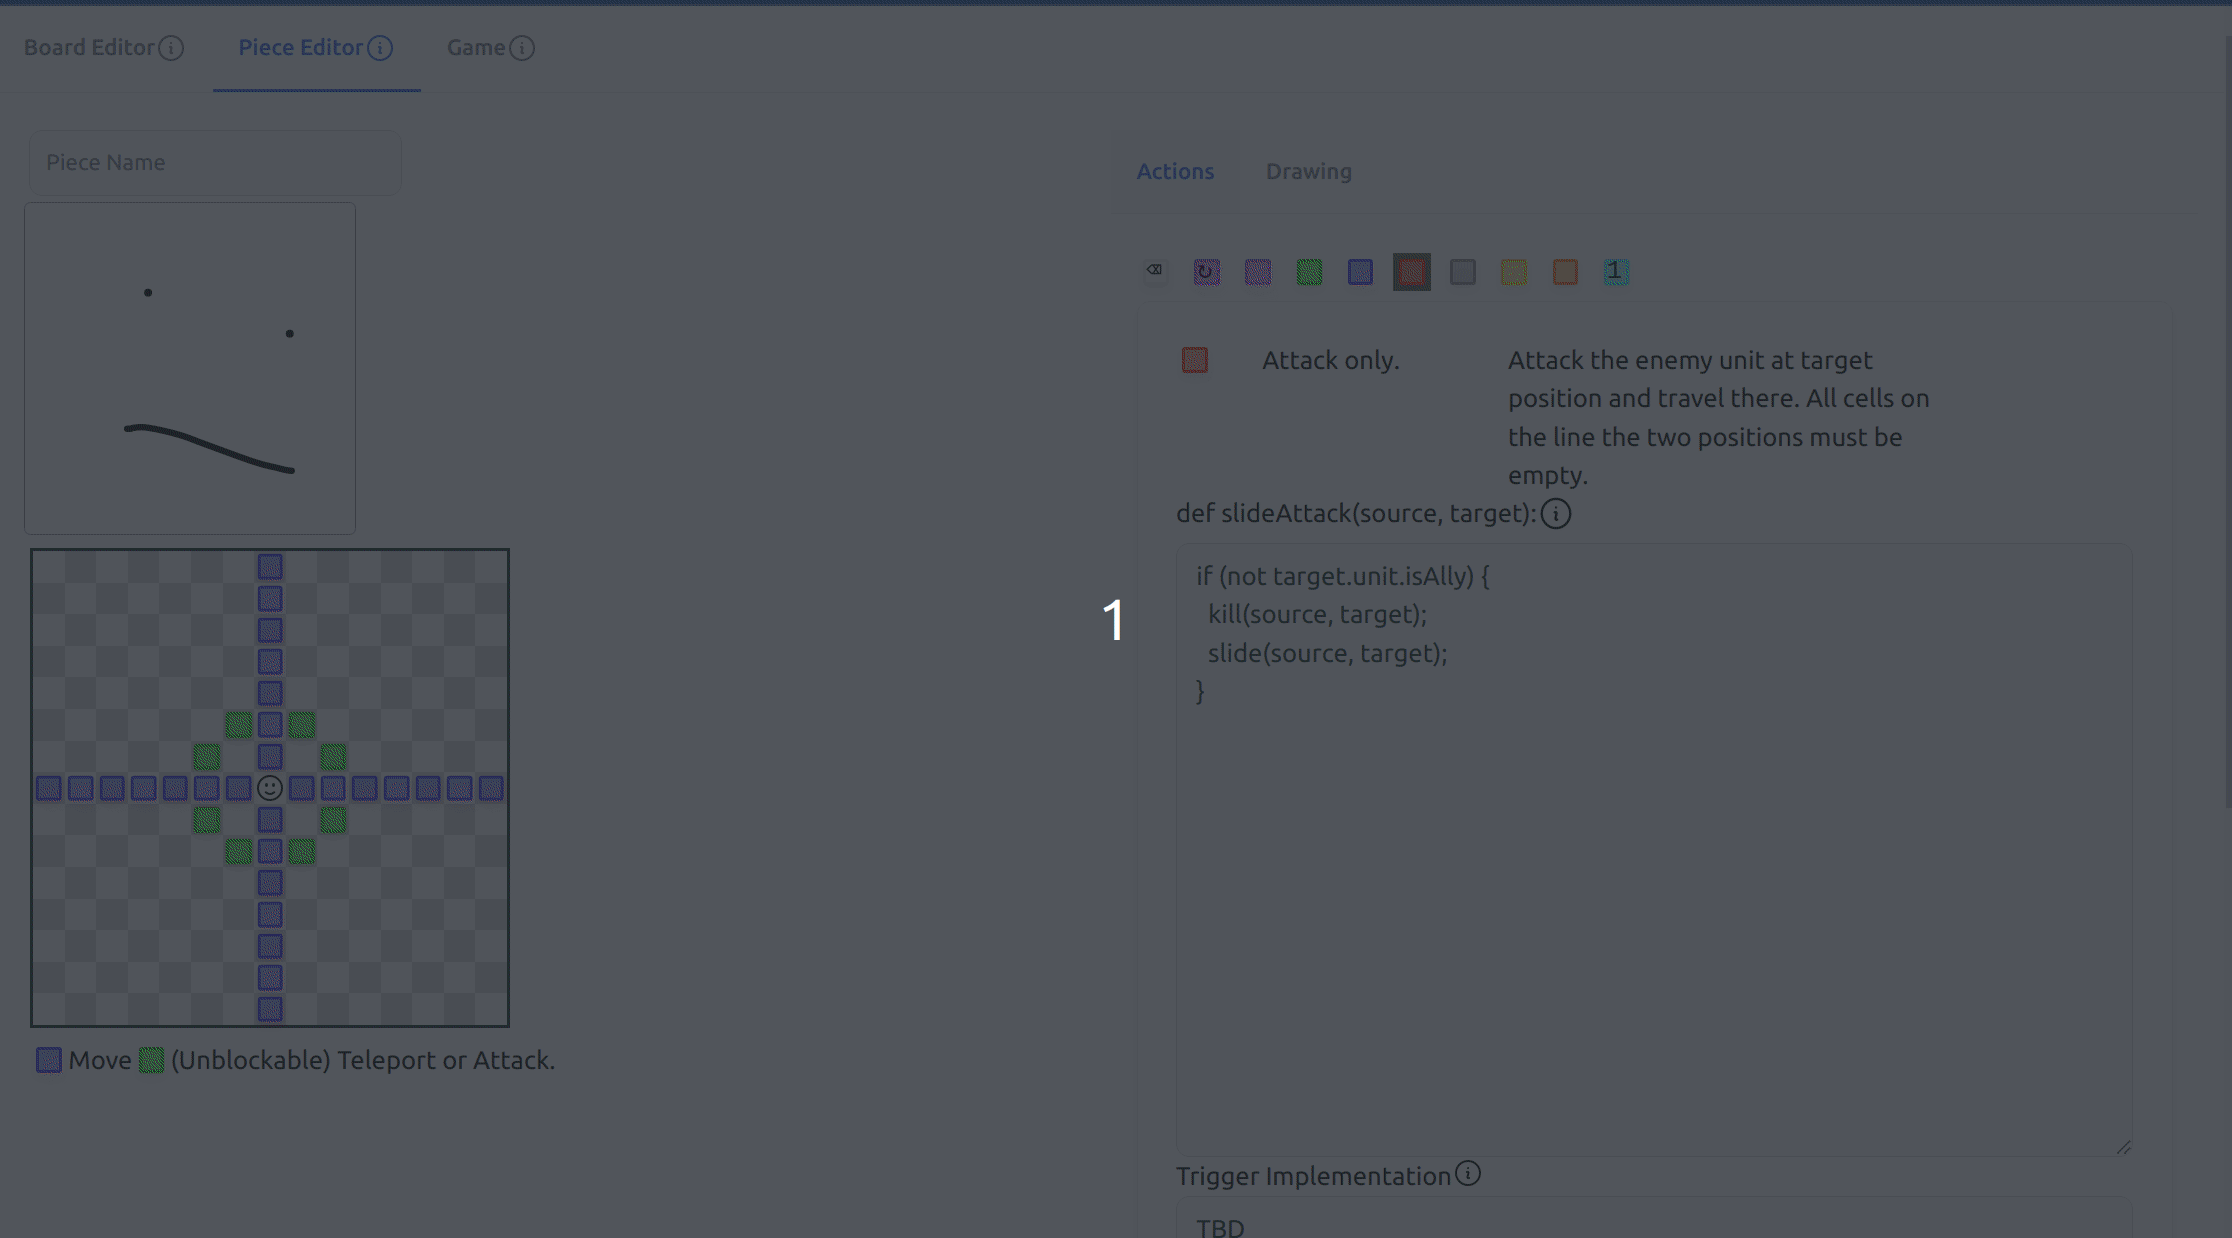 Board Editor Piece Editor Game
Piece Name
Actions Drawing
1
Attack only. Attack the enemy unit at target
position and travel there. All cells on
the line the two positions must be
empty.
def slideAttack(source, target):
if (not target.unit.isAlly) {
kill(source, target);
slide(source, target);
}
1
Move (Unblockable) Teleport or Attack.
Trigger Implementation
TBD